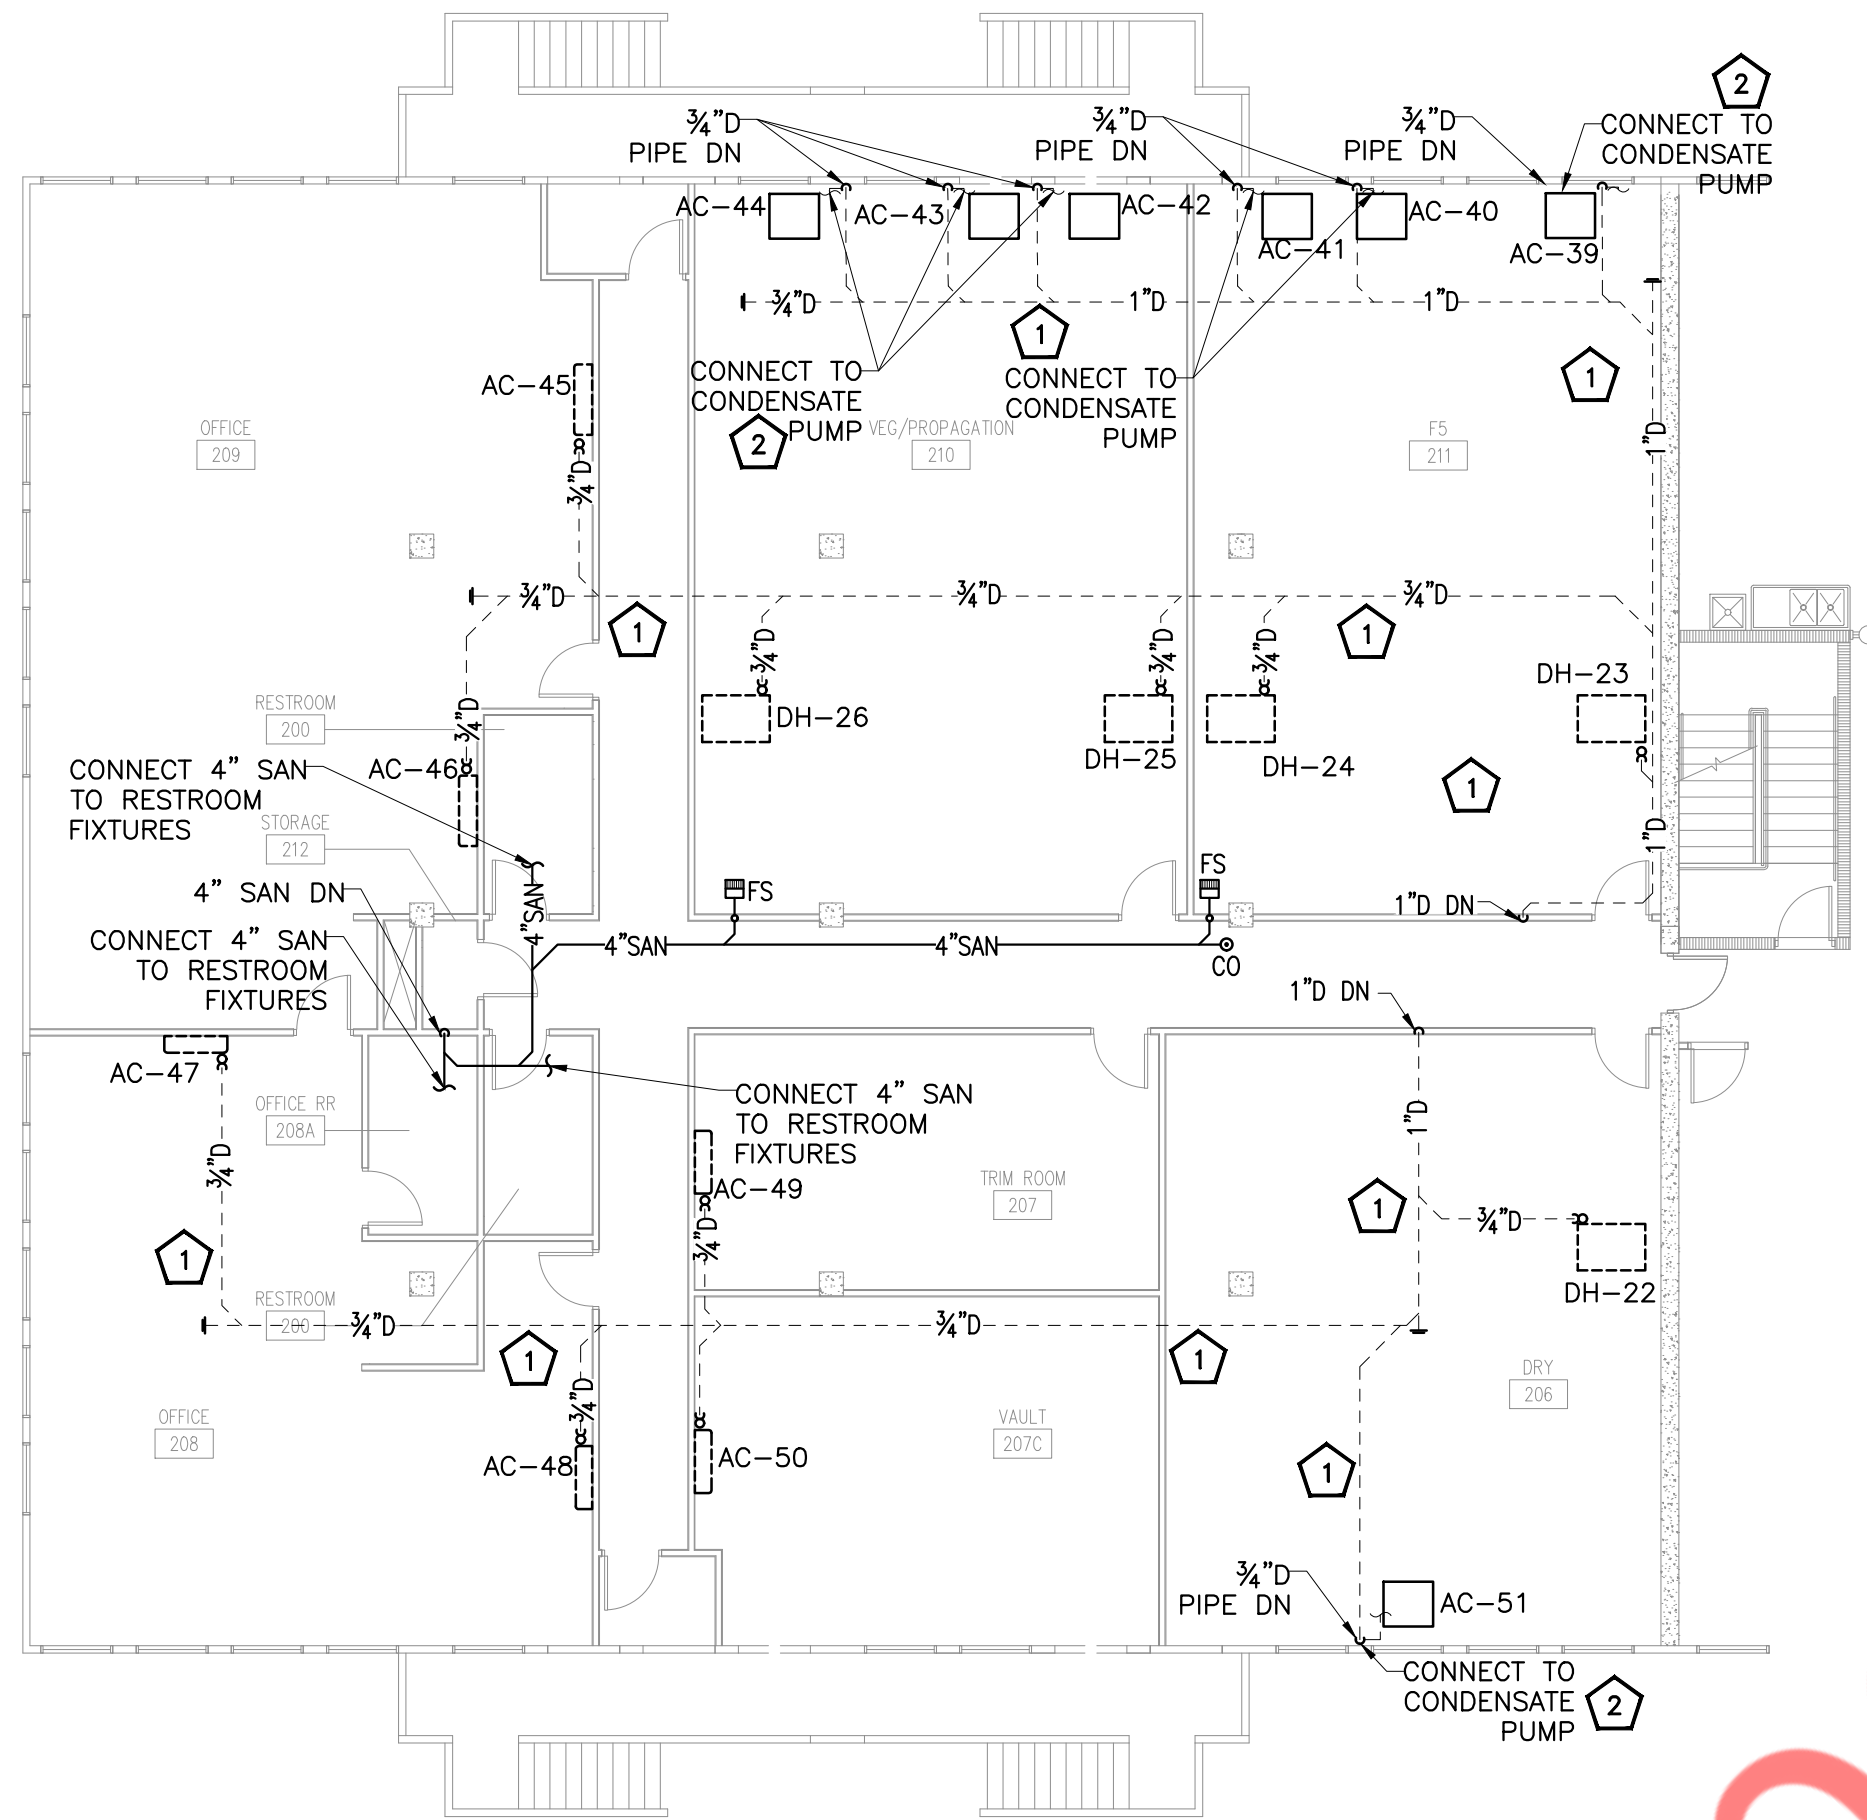 2
¾"D
PIPE DN
¾"D
PIPE DN
¾"D
PIPE DN
CONNECT TO
CONDENSATE
PUMP
AC-44
AC-43
AC-42
AC-41
AC-40
AC-39
¾"D
1"D
1"D
1
1
CONNECT TO
CONDENSATE
PUMP
2
CONNECT TO
CONDENSATE
PUMP
AC-45
¾"D
OFFICE
209
VEG/PROPAGATION
210
F5
211
1"D
¾"D
¾"D
¾"D
1
1
¾"D
¾"D
¾"D
DH-26
DH-25
DH-24
DH-23
1
1"D
RESTROOM
200
¾"D
AC-46
CONNECT 4" SAN
TO RESTROOM
FIXTURES
STORAGE
212
4" SAN DN
4"SAN
FS
FS
1"D DN
CONNECT 4" SAN
TO RESTROOM
FIXTURES
4"SAN
4"SAN
CO
1"D DN
AC-47
¾"D
OFFICE RR
208A
CONNECT 4" SAN
TO RESTROOM
FIXTURES
AC-49
¾"D
TRIM ROOM
207
1"D
1
¾"D
DH-22
1
RESTROOM
200
¾"D
¾"D
1
1
¾"D
AC-48
AC-50
OFFICE
208
VAULT
207C
DRY
206
1
¾"D
PIPE DN
AC-51
CONNECT TO
CONDENSATE
PUMP
2